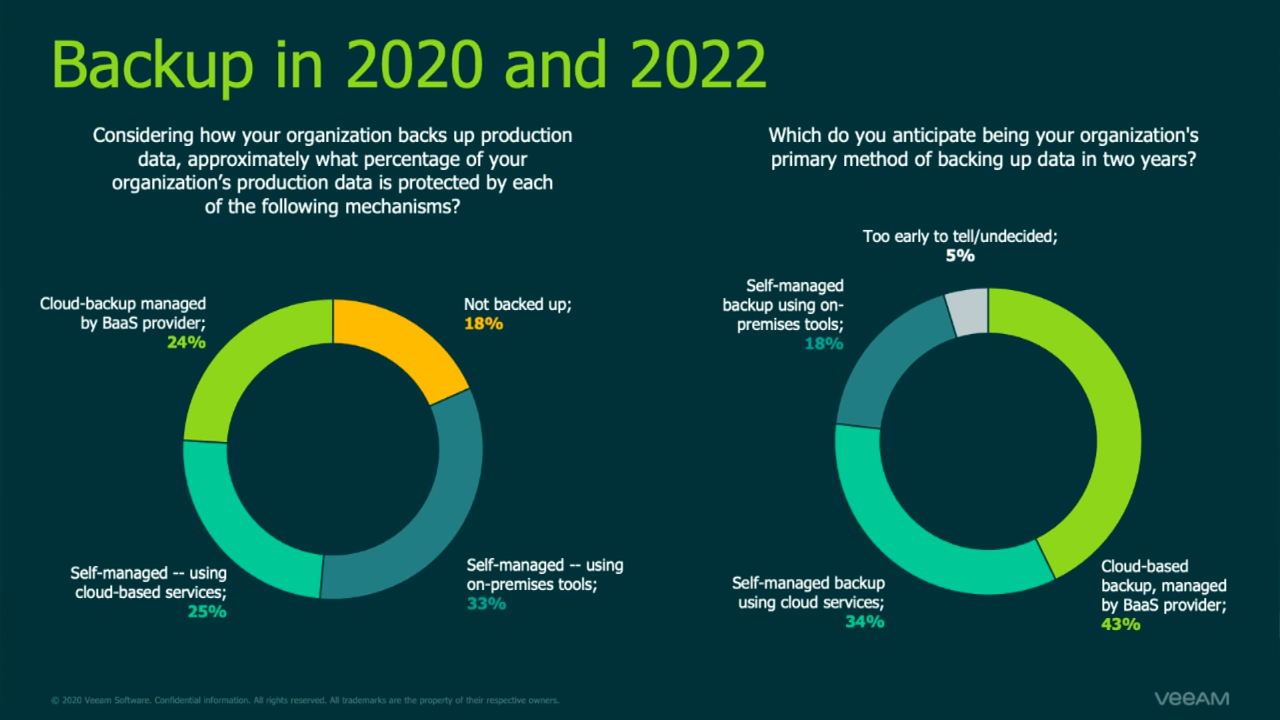 Backup in 2020 and 2022
Considering how your organization backs up production
data, approximately what percentage of your
organization’s production data is protected by each
of the following mechanisms?
Cloud-backup managed
by BaaS provider;
24%
Not backed up;
18%
Self-managed -- using
cloud-based services;
25%
Self-managed -- using
on-premises tools;
33%
Which do you anticipate being your organization's
primary method of backing up data in two years?
Too early to tell/undecided;
5%
Self-managed
backup using on-
premises tools;
18%
Self-managed backup
using cloud services;
34%
Cloud-based
backup, managed
by BaaS provider;
43%
© 2020 Veeam Software. Confidential information. All rights reserved. All trademarks are the property of their respective owners.
veeAM